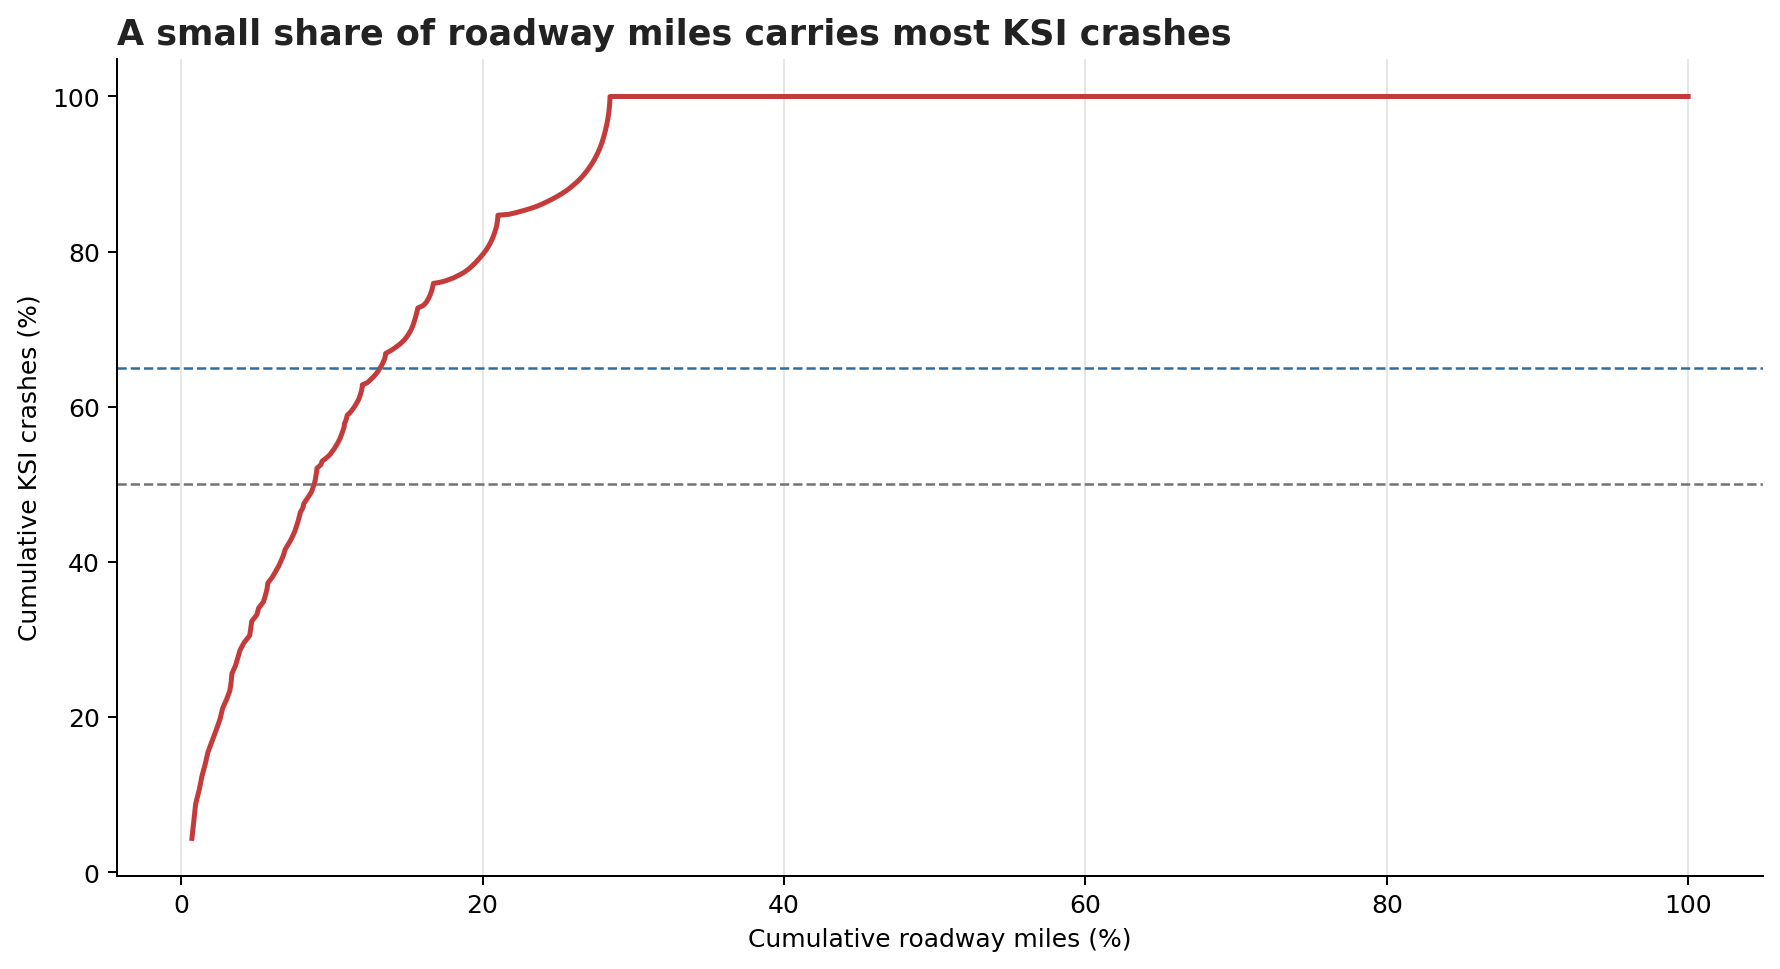 A small share of roadway miles carries most KSI crashes
Cumulative KSI crashes (%)
100
80
60
40
20
0
0 20 40 60 80 100
Cumulative roadway miles (%)